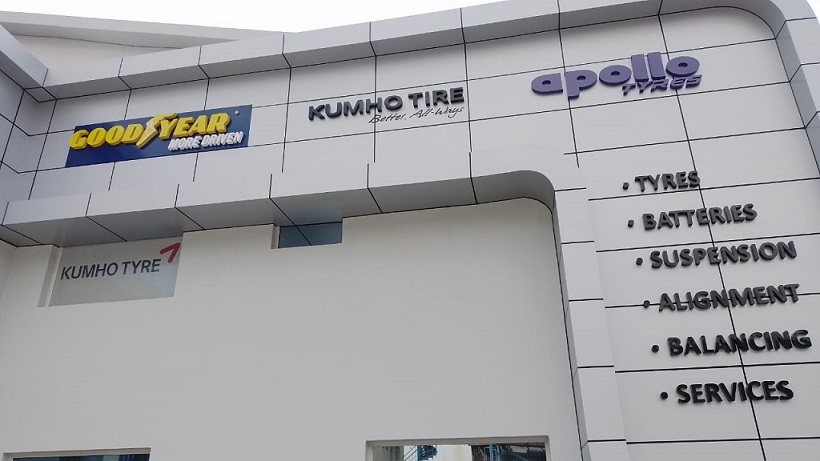 GOODYEAR
MORE DRIVEN
KUMHO TIRE
Better, All-Ways
apollo
TYRES
KUMHO TYRE
• TYRES
• BATTERIES
• SUSPENSION
• ALIGNMENT
• BALANCING
• SERVICES